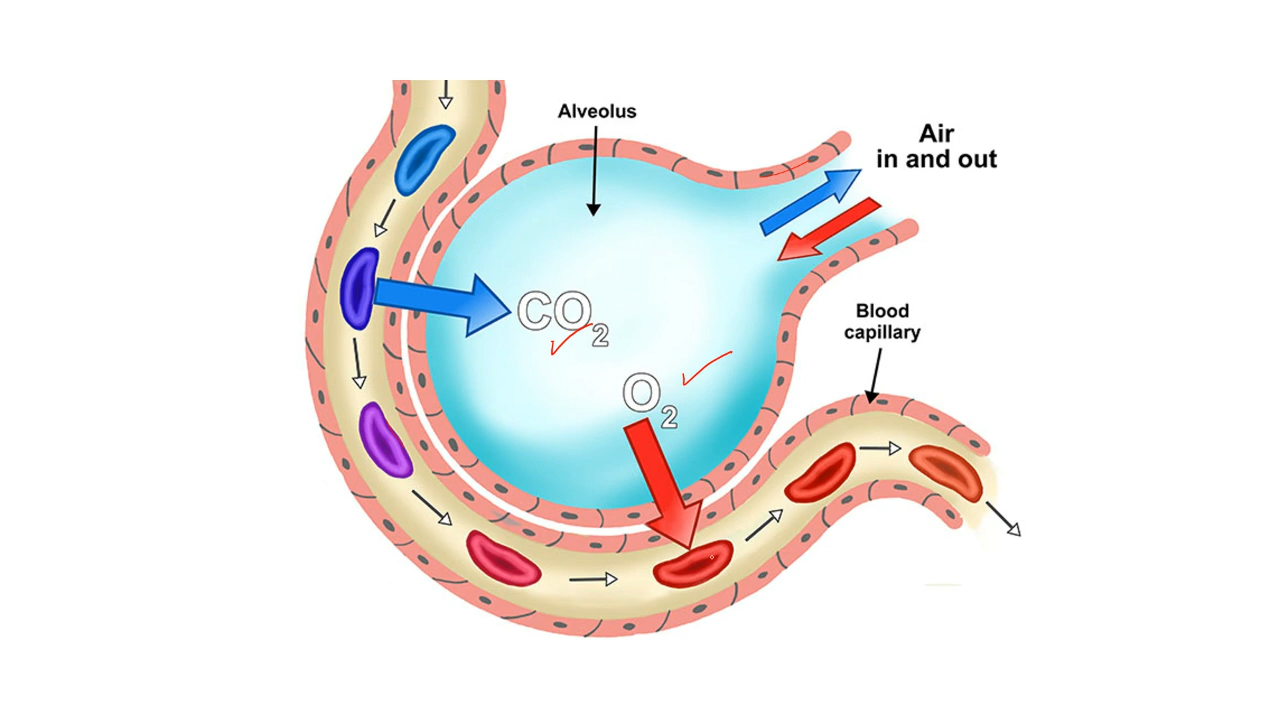 Alveolus
Air
in and out
CO₂
Blood
capillary
O₂